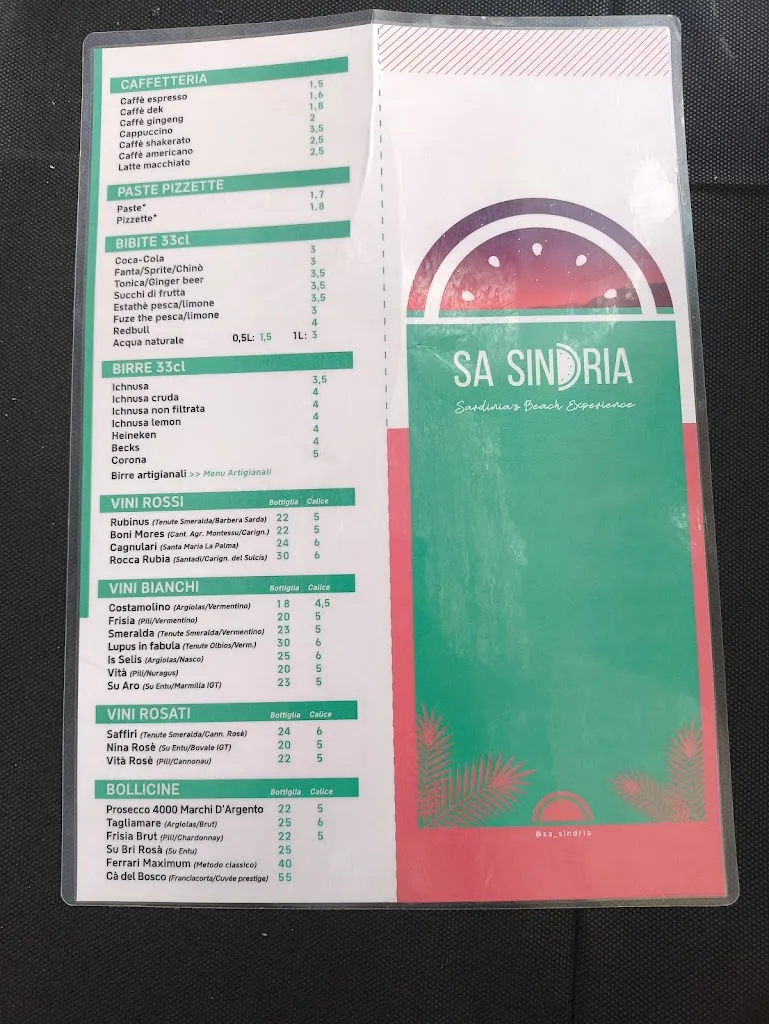 CAFFETTERIA
Caffè espresso 1,5
Caffè dek 1,6
Caffè gingeng 1,8
Cappuccino 2
Caffè shakerato 3,5
Caffè americano 2,5
Latte macchiato 2,5
PASTE PIZZETTE
Paste* 1,7
Pizzette* 1,8
BIBITE 33cl
Coca-Cola 3
Fanta/Sprite/Chinò 3
Tonica/Ginger beer 3,5
Succhi di frutta 3,5
Estathè pesca/limone 3,5
Fuze the pesca/limone 3
Redbull 4
Acqua naturale 0,5L: 1,5 1L: 3
BIRRE 33cl
Ichnusa 3,5
Ichnusa cruda 4
Ichnusa non filtrata 4
Ichnusa lemon 4
Heineken 4
Becks 4
Corona 5
Birre artigianali >> Menu Artigianali
VINI ROSSI Bottiglia Calice
Rubinus (Tenute Smeralda/Barbera Sarda) 22 5
Boni Mores (Cant. Agr. Montessu/Carign.) 22 5
Cagnulari (Santa Maria La Palma) 24 6
Rocca Rubia (Santadi/Carign. del Sulcis) 30 6
VINI BIANCHI Bottiglia Calice
Costamolino (Argiolas/Vermentino) 18 4,5
Frisia (Pili/Vermentino) 20 5
Smeralda (Tenute Smeralda/Vermentino) 23 5
Lupus in fabula (Tenute Olbios/Verm.) 30 6
Is Selis (Argiolas/Nasco) 25 6
Vità (Pili/Nuragus) 20 5
Su Aro (Su Entu/Marmilla IGT) 23 5
VINI ROSATI Bottiglia Calice
Saffiri (Tenute Smeralda/Cann. Rosè) 24 6
Nina Rosè (Su Entu/Bovale IGT) 20 5
Vità Rosè (Pili/Cannonau) 22 5
BOLLICINE Bottiglia Calice
Prosecco 4000 Marchi D'Argento 22 5
Tagliamare (Argiolas/Brut) 25 6
Frisia Brut (Pili/Chardonnay) 22 5
Su Bri Rosà (Su Entu) 25
Ferrari Maximum (Metodo classico) 40
Cà del Bosco (Franciacorta/Cuvée prestige) 55
SA SINDRIA
Sardinia's Beach Experience
@sa_sindria